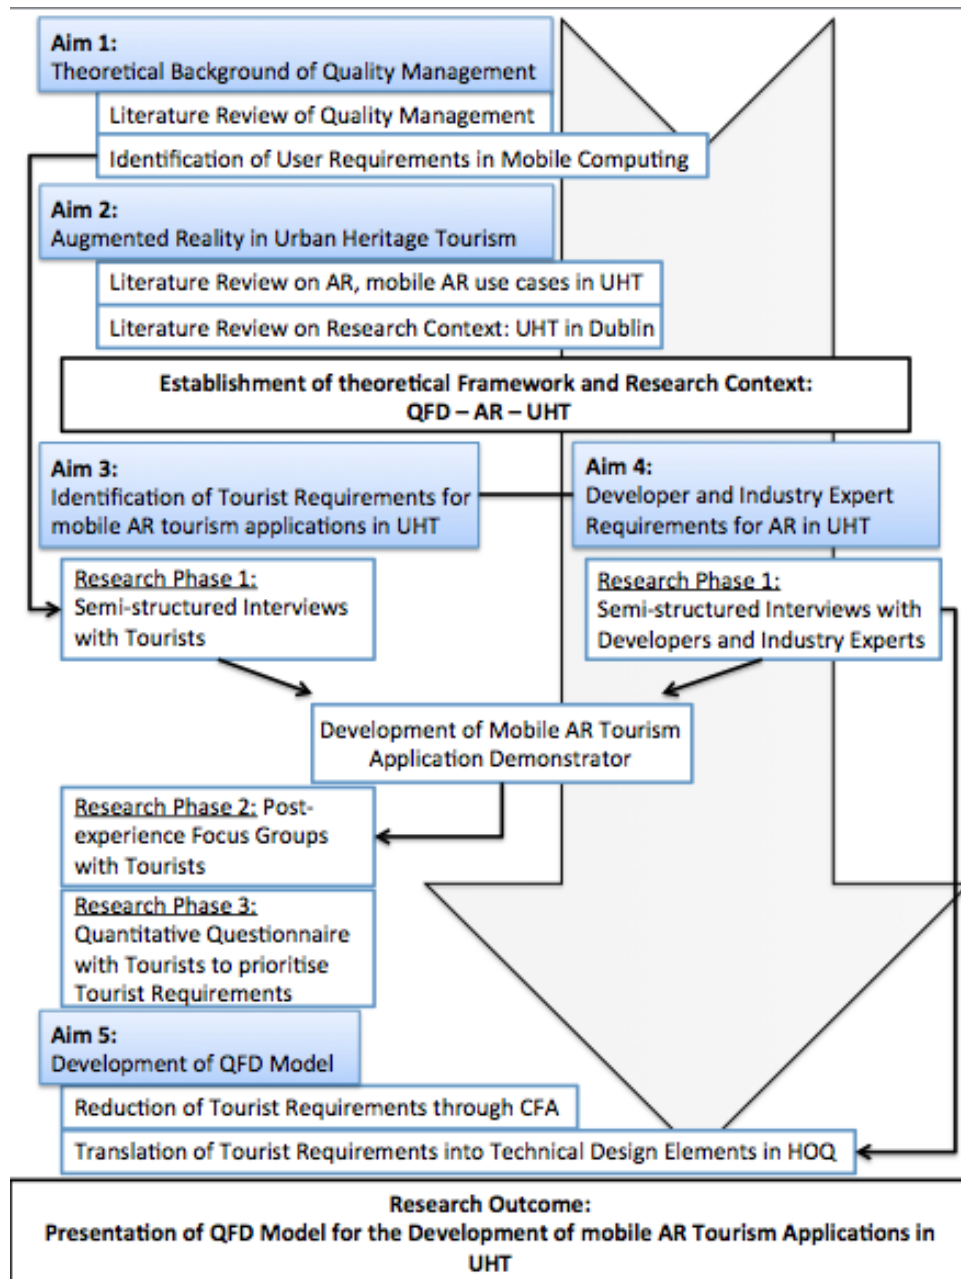 Aim 1:
Theoretical Background of Quality Management
Literature Review of Quality Management
Identification of User Requirements in Mobile Computing
Aim 2:
Augmented Reality in Urban Heritage Tourism
Literature Review on AR, mobile AR use cases in UHT
Literature Review on Research Context: UHT in Dublin
Establishment of theoretical Framework and Research Context:
QFD – AR – UHT
Aim 3:
Identification of Tourist Requirements for
mobile AR tourism applications in UHT
Aim 4:
Developer and Industry Expert
Requirements for AR in UHT
Research Phase 1:
Semi-structured Interviews
with Tourists
Research Phase 1:
Semi-structured Interviews with
Developers and Industry Experts
Development of Mobile AR Tourism
Application Demonstrator
Research Phase 2: Post-
experience Focus Groups
with Tourists
Research Phase 3:
Quantitative Questionnaire
with Tourists to prioritise
Tourist Requirements
Aim 5:
Development of QFD Model
Reduction of Tourist Requirements through CFA
Translation of Tourist Requirements into Technical Design Elements in HOQ
Research Outcome:
Presentation of QFD Model for the Development of mobile AR Tourism Applications in
UHT